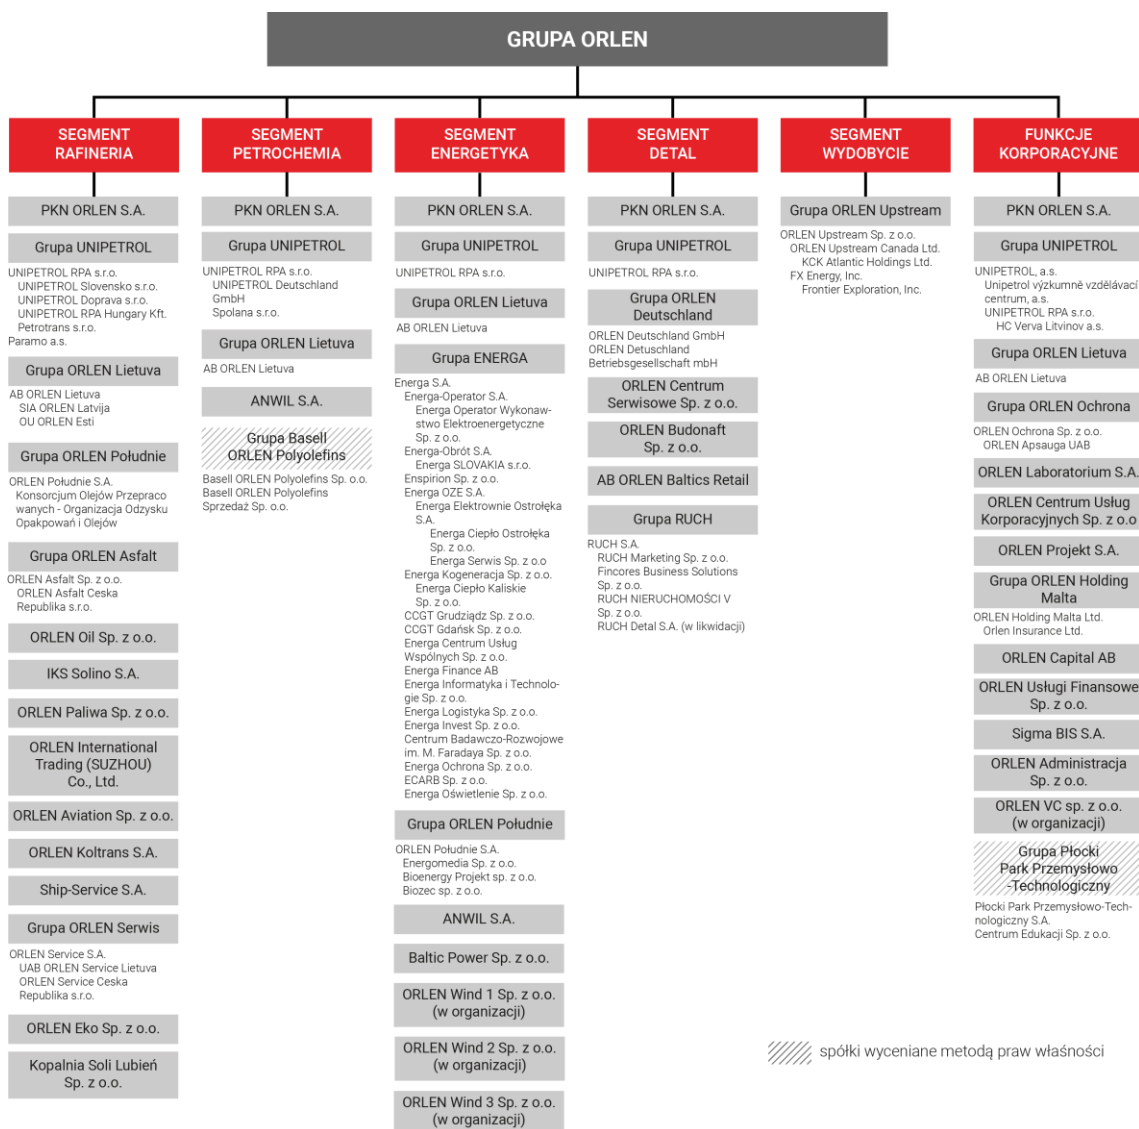 GRUPA ORLEN
SEGMENT
RAFINERIA
PKN ORLEN S.A.
Grupa UNIPETROL
UNIPETROL RPA s.r.o.
UNIPETROL Slovensko s.r.o.
UNIPETROL Doprava s.r.o.
UNIPETROL RPA Hungary Kft.
Petrotrans s.r.o.
Paramo a.s.
Grupa ORLEN Lietuva
AB ORLEN Lietuva
SIA ORLEN Latvija
OU ORLEN Esti
Grupa ORLEN Południe
ORLEN Południe S.A.
Konsorcjum Olejów Przepraco
wanych - Organizacja Odzysku
Opakpowań i Olejów
Grupa ORLEN Asfalt
ORLEN Asfalt Sp. z o.o.
ORLEN Asfalt Ceska
Republika s.r.o.
ORLEN Oil Sp. z o.o.
IKS Solino S.A.
ORLEN Paliwa Sp. z o.o.
ORLEN International
Trading (SUZHOU)
Co., Ltd.
ORLEN Aviation Sp. z o.o.
ORLEN Koltrans S.A.
Ship-Service S.A.
Grupa ORLEN Serwis
ORLEN Service S.A.
UAB ORLEN Service Lietuva
ORLEN Service Ceska
Republika s.r.o.
ORLEN Eko Sp. z o.o.
Kopalnia Soli Lubień
Sp. z o.o.
SEGMENT
PETROCHEMIA
PKN ORLEN S.A.
Grupa UNIPETROL
UNIPETROL RPA s.r.o.
UNIPETROL Deutschland
GmbH
Spolana s.r.o.
Grupa ORLEN Lietuva
AB ORLEN Lietuva
ANWIL S.A.
Grupa Basell
ORLEN Polyolefins
Basell ORLEN Polyolefins Sp. o.o.
Basell ORLEN Polyolefins
Sprzedaż Sp. o.o.
SEGMENT
ENERGETYKA
PKN ORLEN S.A.
Grupa UNIPETROL
UNIPETROL RPA s.r.o.
Grupa ORLEN Lietuva
AB ORLEN Lietuva
Grupa ENERGA
Energa S.A.
Energa-Operator S.A.
Energa Operator Wykonaw-
stwo Elektroenergetyczne
Sp. z o.o.
Energa-Obrót S.A.
Energa SLOVAKIA s.r.o.
Enspirion Sp. z o.o.
Energa OZE S.A.
Energa Elektrownie Ostrołęka
S.A.
Energa Ciepło Ostrołęka
Sp. z o.o.
Energa Serwis Sp. z o.o
Energa Kogeneracja Sp. z o.o.
Energa Ciepło Kaliskie
Sp. z o.o.
CCGT Grudziądz Sp. z o.o.
CCGT Gdańsk Sp. z o.o.
Energa Centrum Usług
Wspólnych Sp. z o.o.
Energa Finance AB
Energa Informatyka i Technolo-
gie Sp. z o.o.
Energa Logistyka Sp. z o.o.
Energa Invest Sp. z o.o.
Centrum Badawczo-Rozwojowe
im. M. Faradaya Sp. z o.o.
Energa Ochrona Sp. z o.o.
ECARB Sp. z o.o.
Energa Oświetlenie Sp. z o.o.
Grupa ORLEN Południe
ORLEN Południe S.A.
Energomedia Sp. z o.o.
Bioenergy Projekt sp. z o.o.
Biozec sp. z o.o.
ANWIL S.A.
Baltic Power Sp. z o.o.
ORLEN Wind 1 Sp. z o.o.
(w organizacji)
ORLEN Wind 2 Sp. z o.o.
(w organizacji)
ORLEN Wind 3 Sp. z o.o.
(w organizacji)
SEGMENT
DETAL
PKN ORLEN S.A.
Grupa UNIPETROL
UNIPETROL RPA s.r.o.
Grupa ORLEN
Deutschland
ORLEN Deutschland GmbH
ORLEN Detuschland
Betriebsgesellschaft mbH
ORLEN Centrum
Serwisowe Sp. z o.o.
ORLEN Budonaft
Sp. z o.o.
AB ORLEN Baltics Retail
Grupa RUCH
RUCH S.A.
RUCH Marketing Sp. z o.o.
Fincores Business Solutions
Sp. z o.o.
RUCH NIERUCHOMOŚCI V
Sp. z o.o.
RUCH Detal S.A. (w likwidacji)
SEGMENT
WYDOBYCIE
Grupa ORLEN Upstream
ORLEN Upstream Sp. z o.o.
ORLEN Upstream Canada Ltd.
KCK Atlantic Holdings Ltd.
FX Energy, Inc.
Frontier Exploration, Inc.
FUNKCJE
KORPORACYJNE
PKN ORLEN S.A.
Grupa UNIPETROL
UNIPETROL, a.s.
Unipetrol výzkumně vzdělávací
centrum, a.s.
UNIPETROL RPA s.r.o.
HC Verva Litvinov a.s.
Grupa ORLEN Lietuva
AB ORLEN Lietuva
Grupa ORLEN Ochrona
ORLEN Ochrona Sp. z o.o.
ORLEN Apsauga UAB
ORLEN Laboratorium S.A.
ORLEN Centrum Usług
Korporacyjnych Sp. z o.o
ORLEN Projekt S.A.
Grupa ORLEN Holding
Malta
ORLEN Holding Malta Ltd.
Orlen Insurance Ltd.
ORLEN Capital AB
ORLEN Usługi Finansowe
Sp. z o.o.
Sigma BIS S.A.
ORLEN Administracja
Sp. z o.o.
ORLEN VC sp. z o.o.
(w organizacji)
Grupa Płocki
Park Przemysłowo
-Technologiczny
Płocki Park Przemysłowo-Tech-
nologiczny S.A.
Centrum Edukacji Sp. z o.o.
spółki wyceniane metodą praw własności